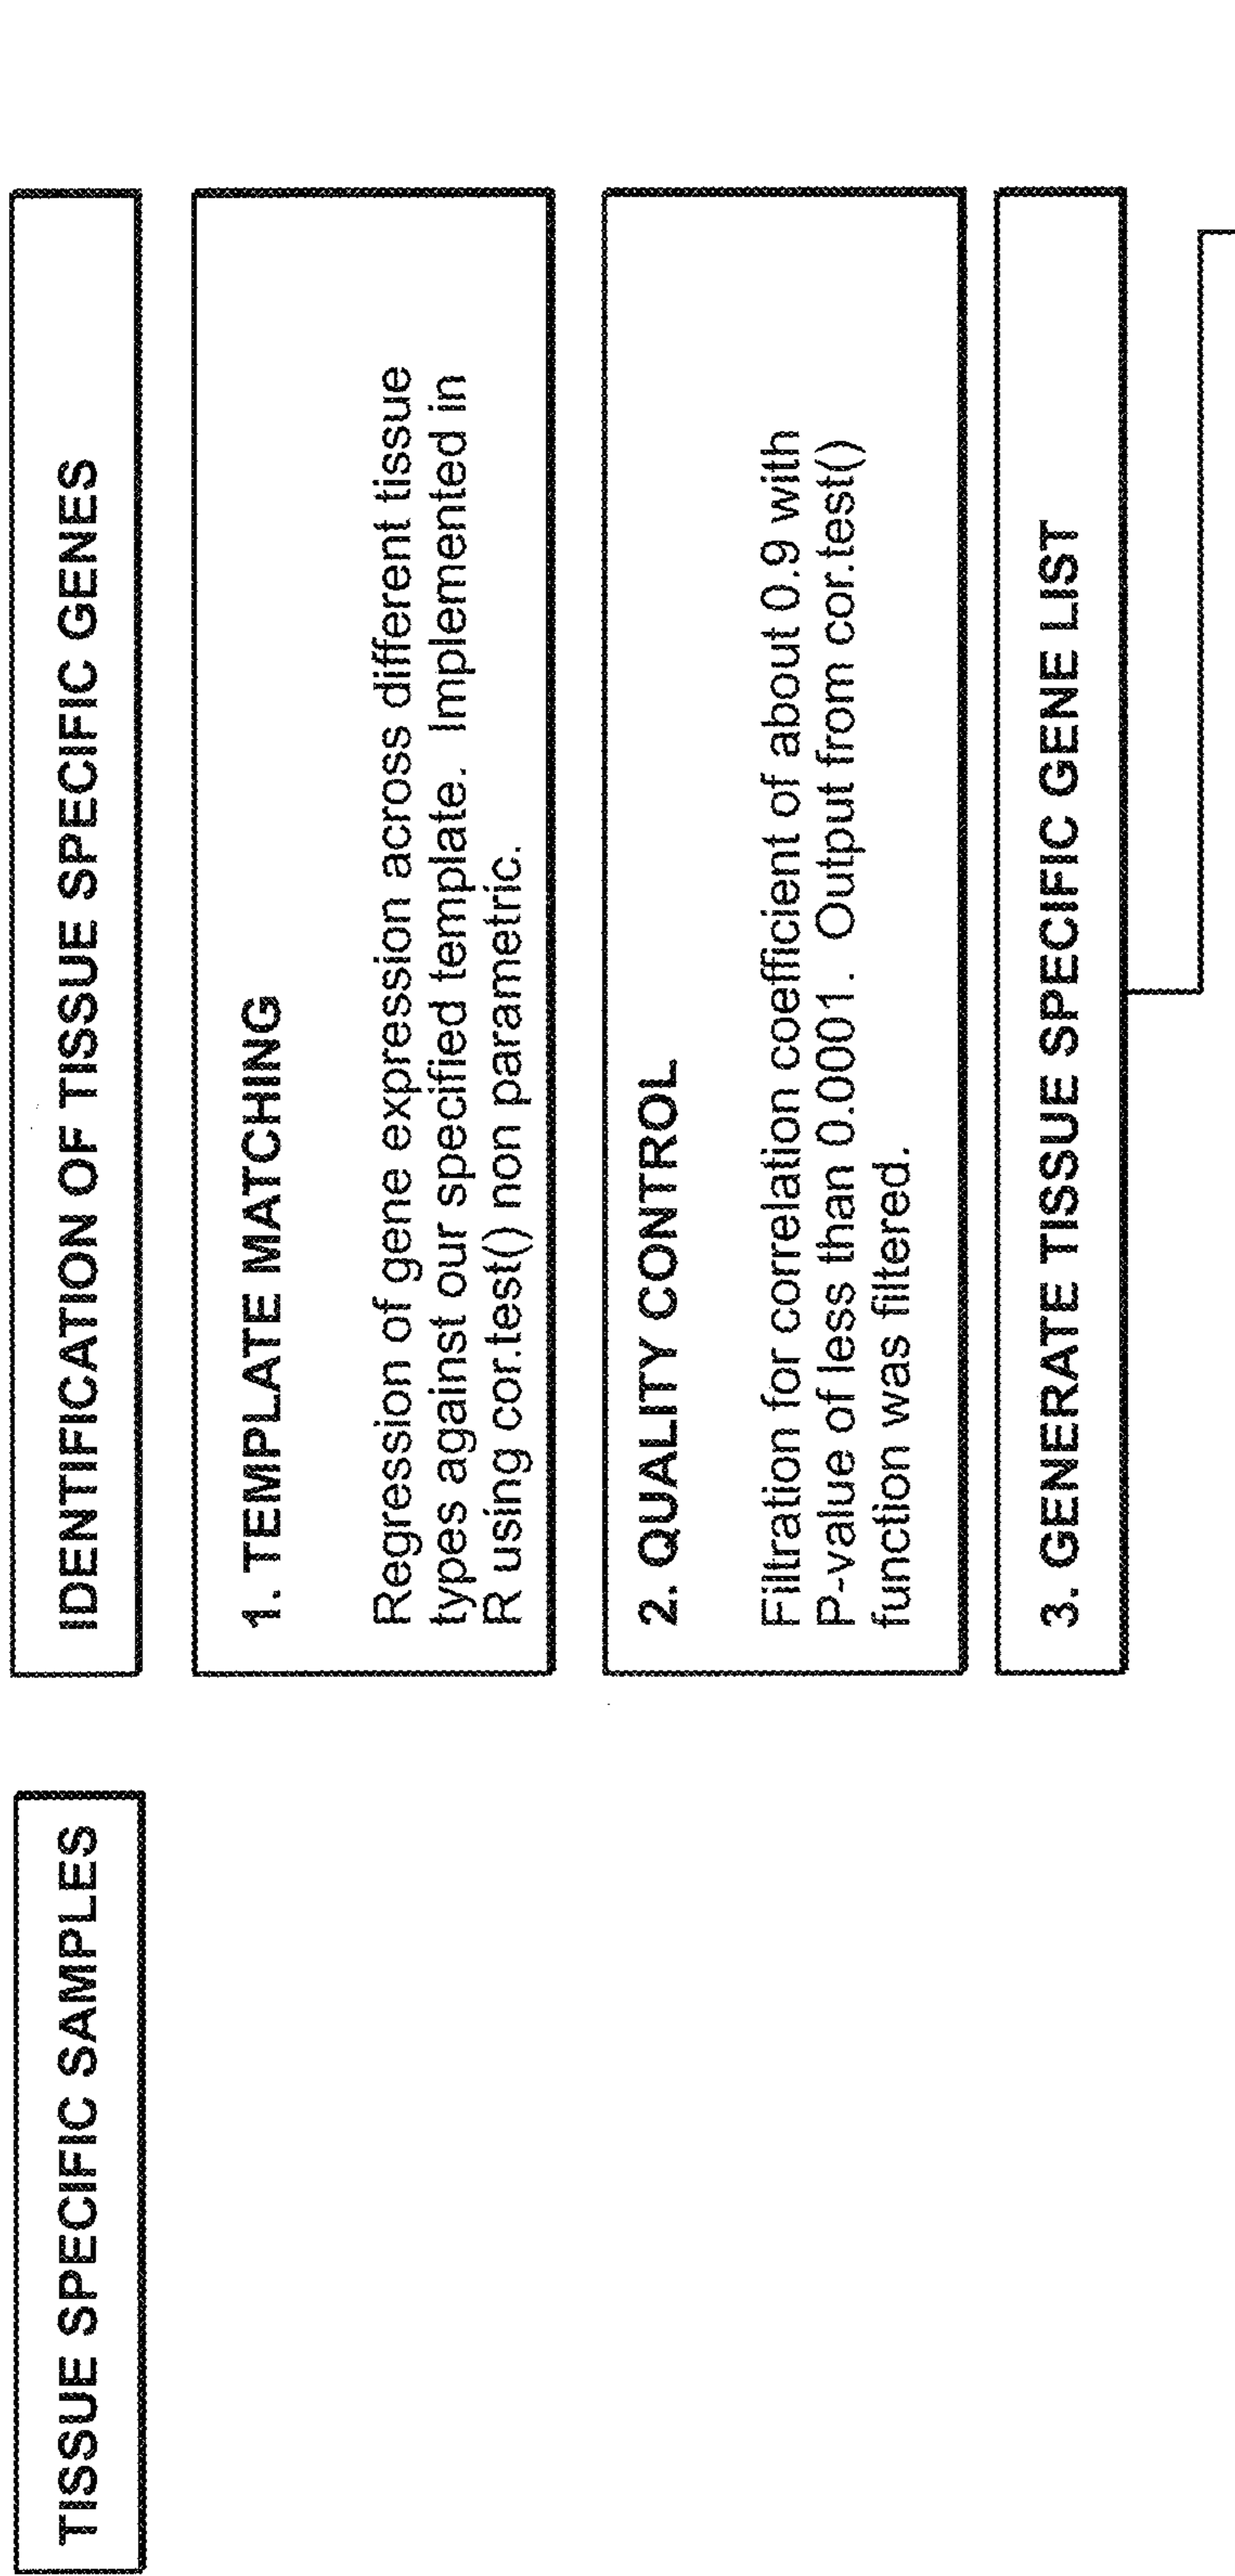 TISSUE SPECIFIC SAMPLES
IDENTIFICATION OF TISSUE SPECIFIC GENES
1. TEMPLATE MATCHING
Regression of gene expression across different tissue
types against our specified template. Implemented in
R using cor.test() non parametric.
2. QUALITY CONTROL
Filtration for correlation coefficient of about 0.9 with
P-value of less than 0.0001. Output from cor.test()
function was filtered.
3. GENERATE TISSUE SPECIFIC GENE LIST